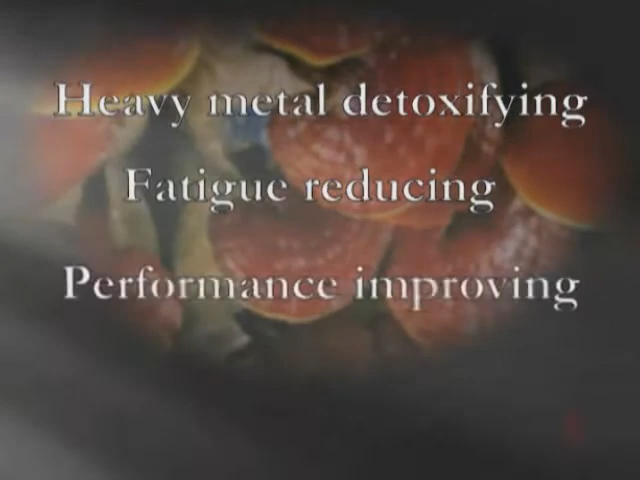 Heavy metal detoxifying
Fatigue reducing
Performance improving